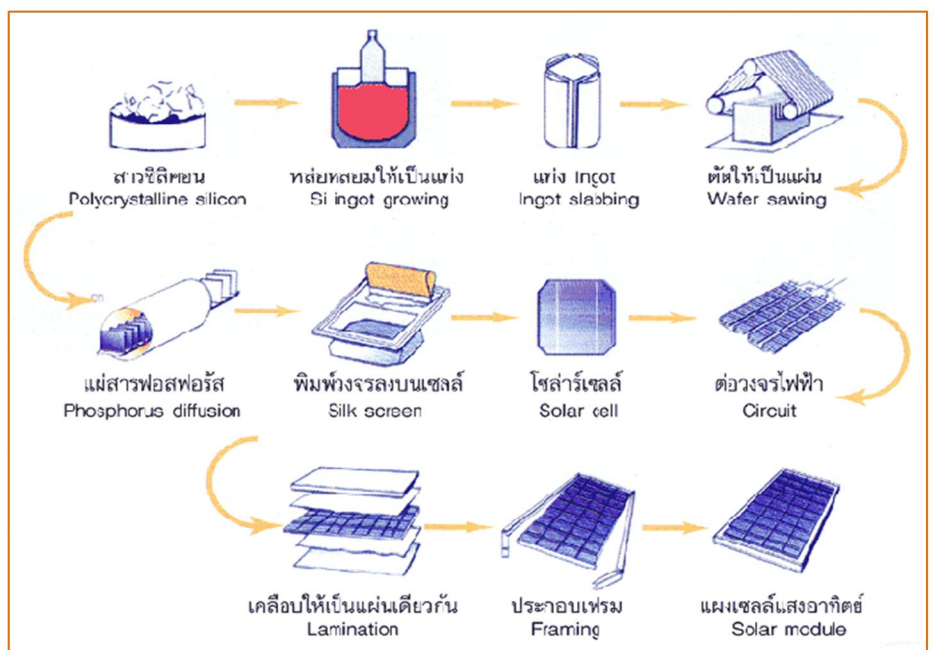 สารซิลิคอน
Polycrystalline silicon
หล่อหลอมให้เป็นแท่ง
Si ingot growing
แท่ง Ingot
Ingot slabbing
ตัดให้เป็นแผ่น
Wafer sawing
แผ่สารฟอสฟอรัส
Phosphorus diffusion
พิมพ์วงจรลงบนเซลล์
Silk screen
โซล่าร์เซลล์
Solar cell
ต่อวงจรไฟฟ้า
Circuit
เคลือบให้เป็นแผ่นเดียวกัน
Lamination
ประกอบเฟรม
Framing
แผงเซลล์แสงอาทิตย์
Solar module